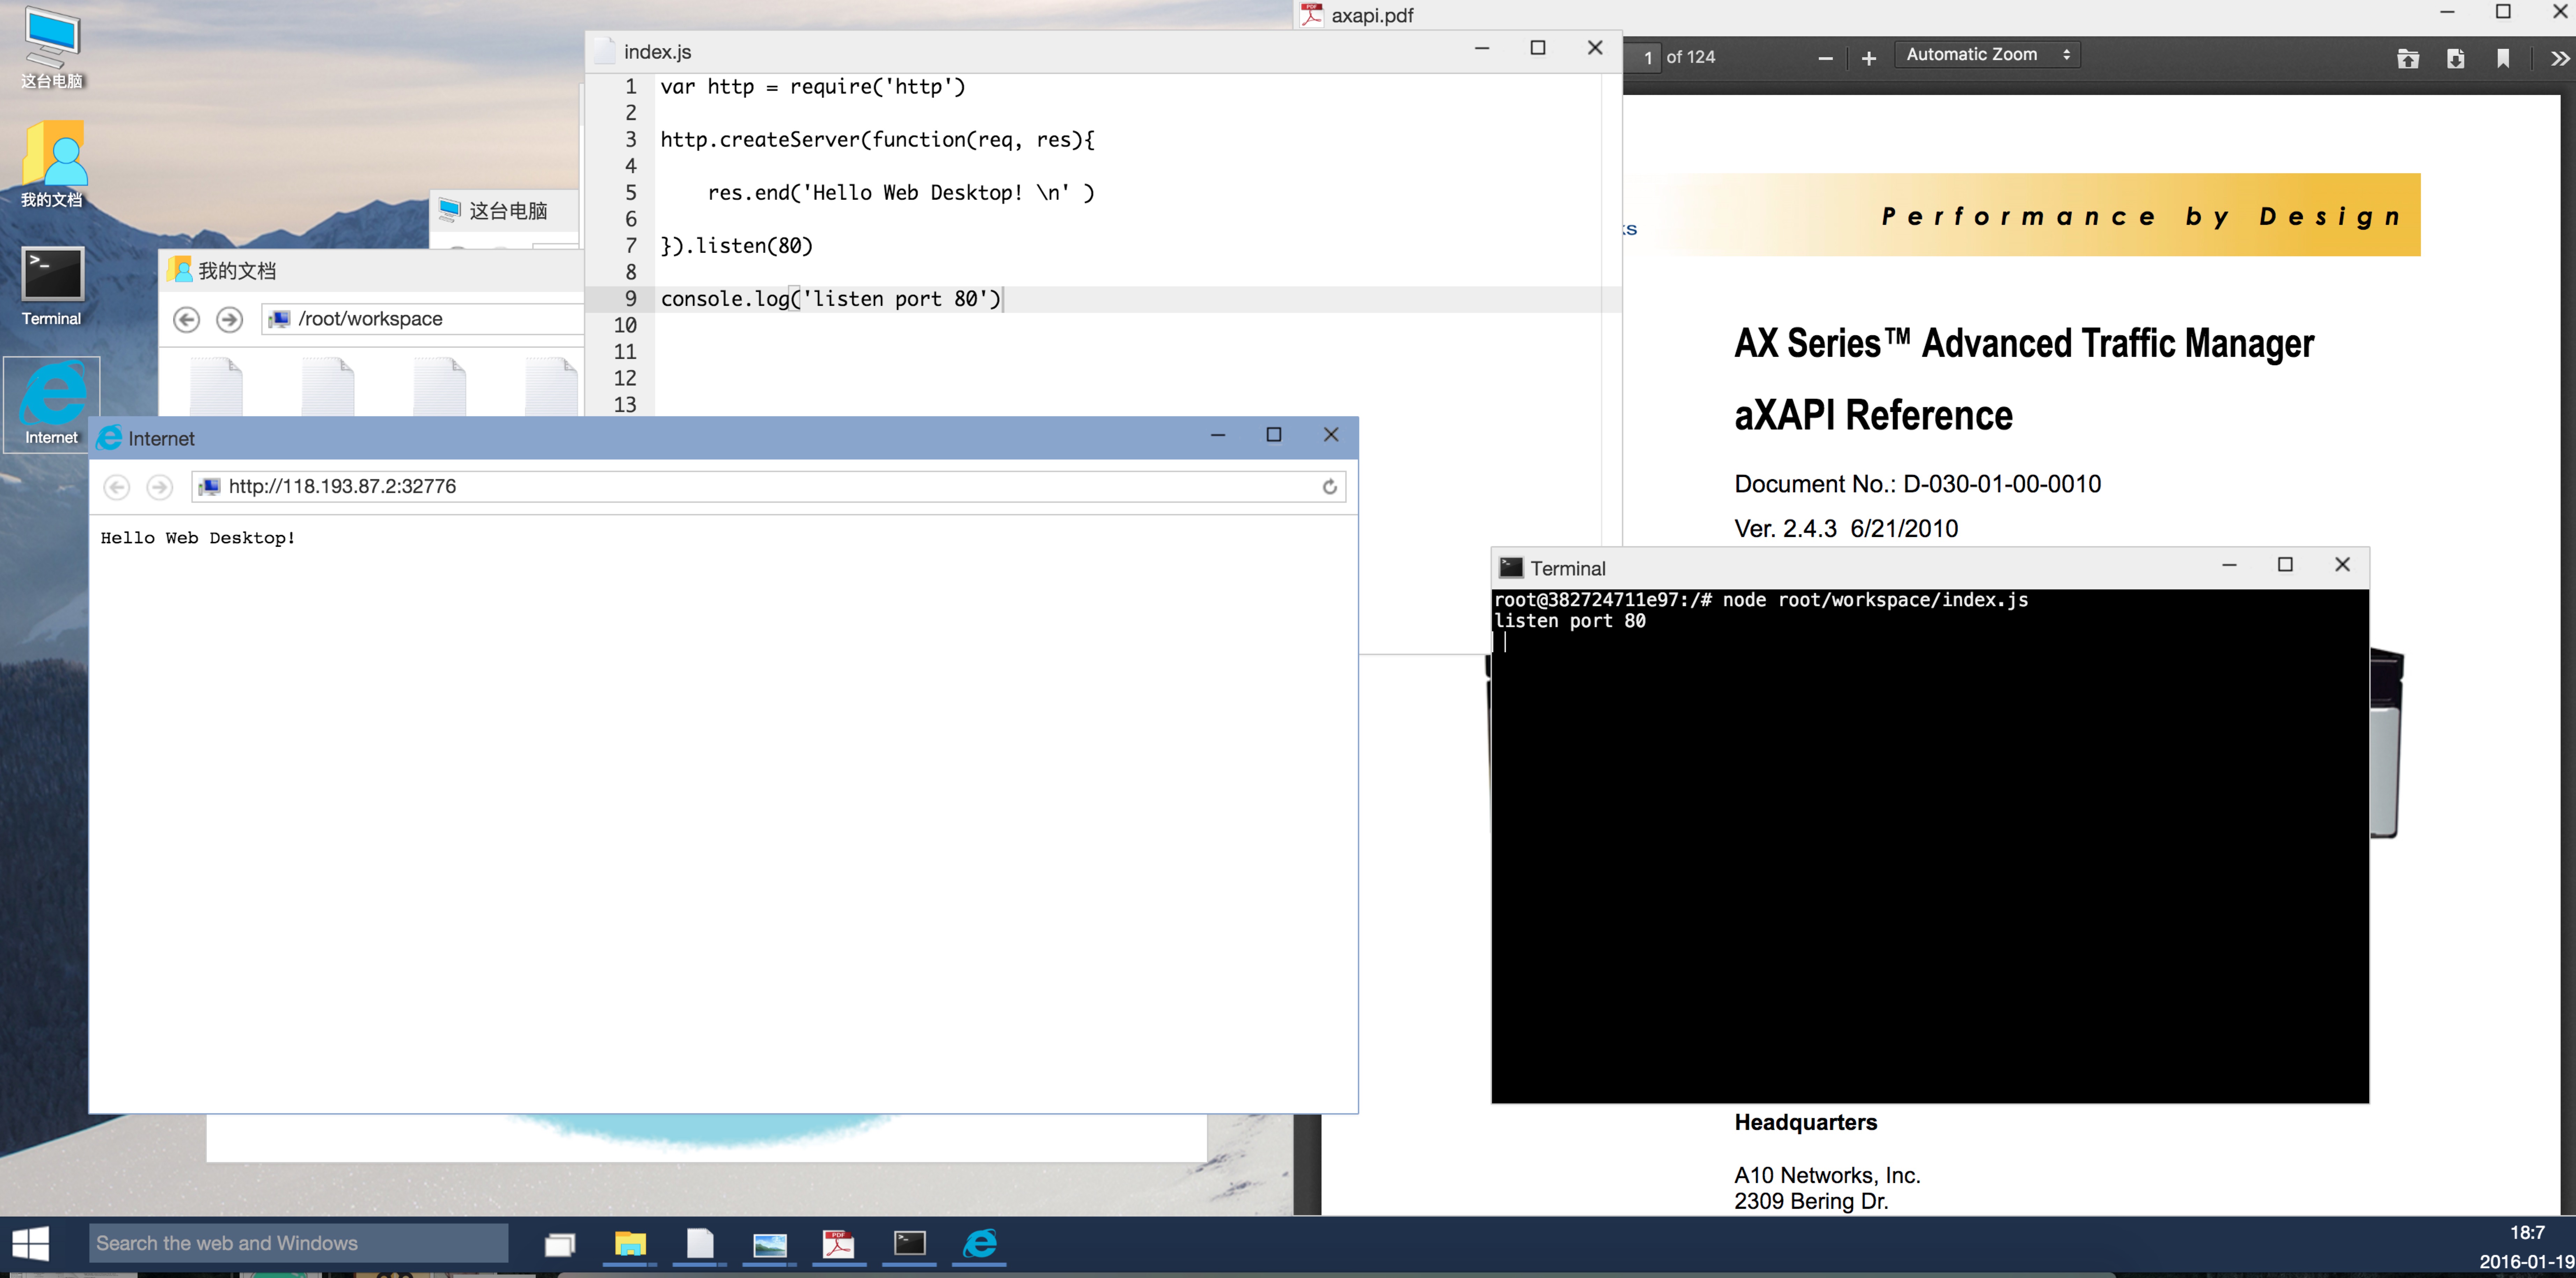 这台电脑
我的文档
Terminal
Internet
axapi.pdf
1 of 124
Automatic Zoom
index.js
1 var http = require('http')
2
3 http.createServer(function(req, res){
4
5 res.end('Hello Web Desktop! \n' )
6
7 }).listen(80)
8
9 console.log('listen port 80')
10
11
12
13
这台电脑
我的文档
/root/workspace
Internet
http://118.193.87.2:32776
Hello Web Desktop!
Performance by Design
AX Series™ Advanced Traffic Manager
aXAPI Reference
Document No.: D-030-01-00-0010
Ver. 2.4.3 6/21/2010
Terminal
root@382724711e97:/# node root/workspace/index.js
listen port 80
Headquarters
A10 Networks, Inc.
2309 Bering Dr.
Search the web and Windows
18:7
2016-01-19